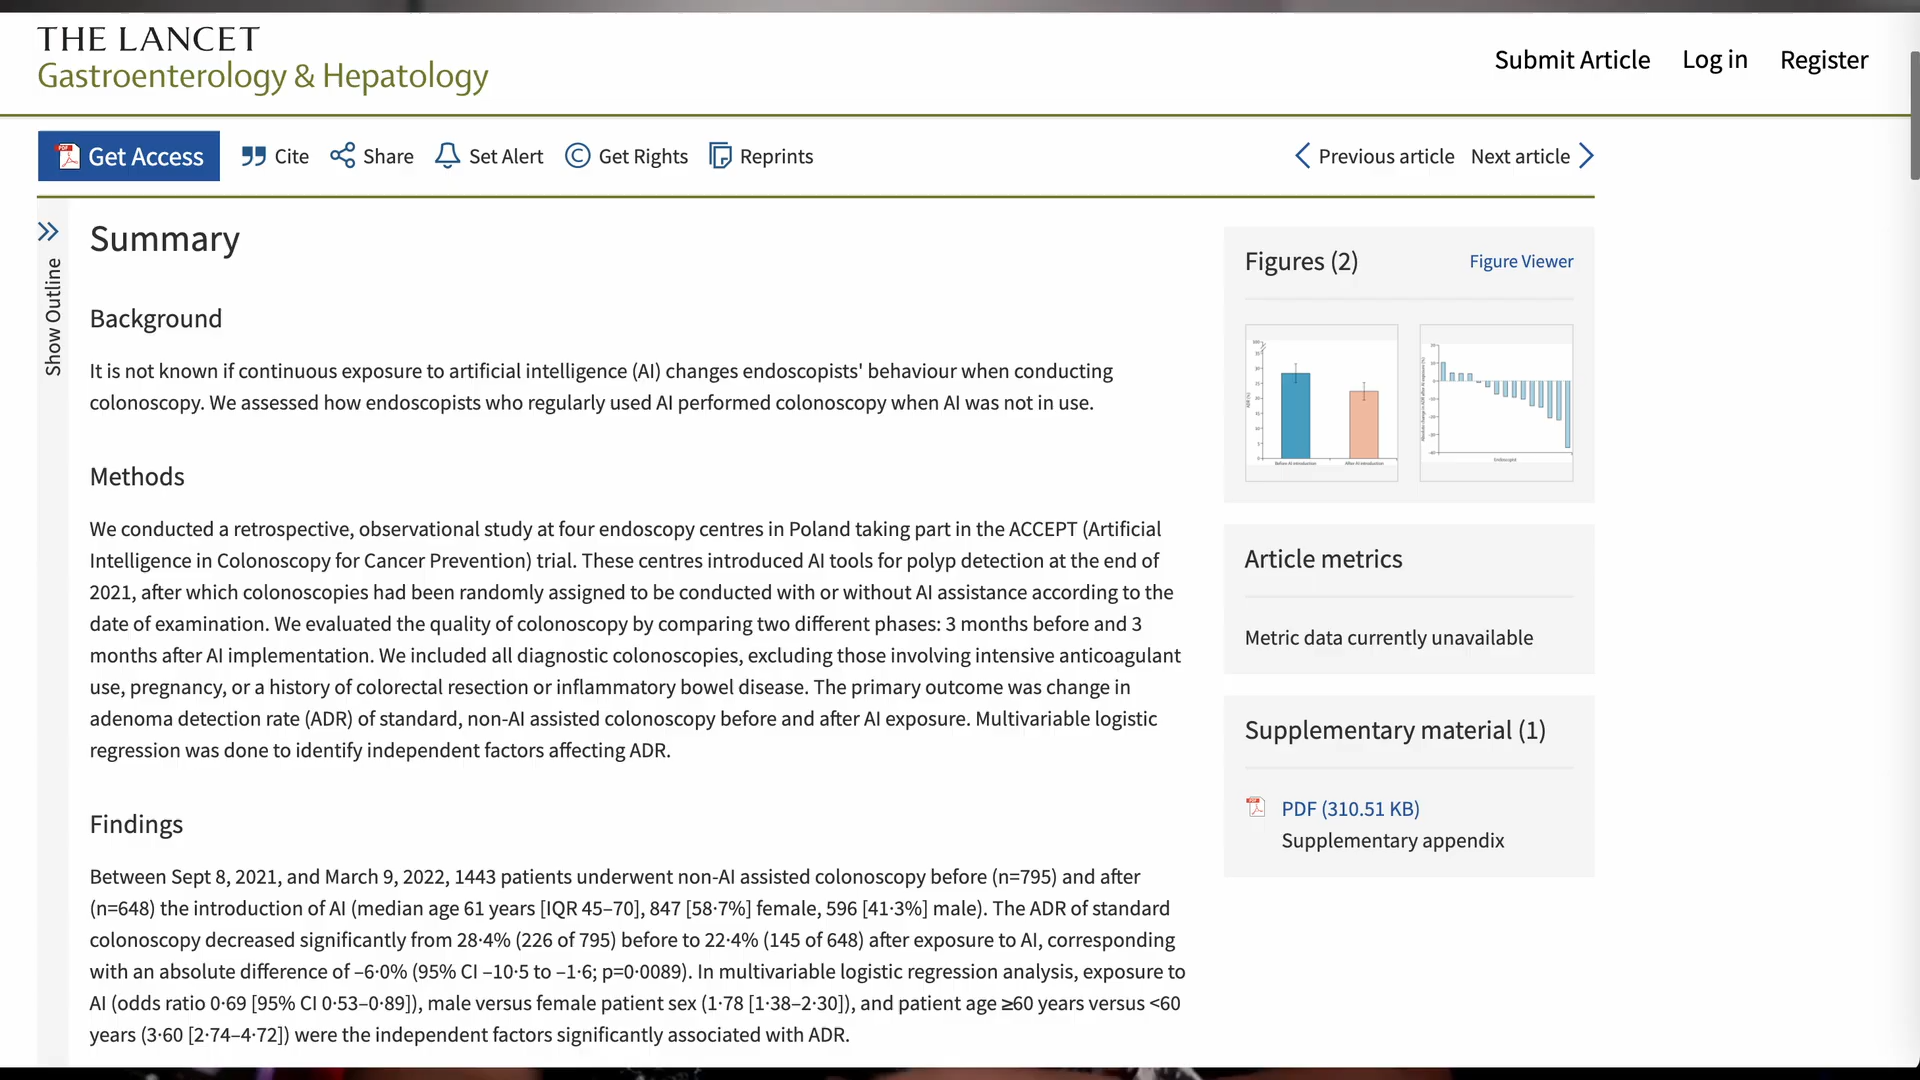 THE LANCET
Gastroenterology & Hepatology
Submit Article Log in Register
Get Access Cite Share Set Alert Get Rights Reprints Previous article Next article
Show Outline
Summary
Background
It is not known if continuous exposure to artificial intelligence (AI) changes endoscopists' behaviour when conducting
colonoscopy. We assessed how endoscopists who regularly used AI performed colonoscopy when AI was not in use.
Methods
We conducted a retrospective, observational study at four endoscopy centres in Poland taking part in the ACCEPT (Artificial
Intelligence in Colonoscopy for Cancer Prevention) trial. These centres introduced AI tools for polyp detection at the end of
2021, after which colonoscopies had been randomly assigned to be conducted with or without AI assistance according to the
date of examination. We evaluated the quality of colonoscopy by comparing two different phases: 3 months before and 3
months after AI implementation. We included all diagnostic colonoscopies, excluding those involving intensive anticoagulant
use, pregnancy, or a history of colorectal resection or inflammatory bowel disease. The primary outcome was change in
adenoma detection rate (ADR) of standard, non-AI assisted colonoscopy before and after AI exposure. Multivariable logistic
regression was done to identify independent factors affecting ADR.
Findings
Between Sept 8, 2021, and March 9, 2022, 1443 patients underwent non-AI assisted colonoscopy before (n=795) and after
(n=648) the introduction of AI (median age 61 years [IQR 45–70], 847 [58·7%] female, 596 [41·3%] male). The ADR of standard
colonoscopy decreased significantly from 28·4% (226 of 795) before to 22·4% (145 of 648) after exposure to AI, corresponding
with an absolute difference of –6·0% (95% CI –10·5 to –1·6; p=0·0089). In multivariable logistic regression analysis, exposure to
AI (odds ratio 0·69 [95% CI 0·53–0·89]), male versus female patient sex (1·78 [1·38–2·30]), and patient age ≥60 years versus <60
years (3·60 [2·74–4·72]) were the independent factors significantly associated with ADR.
Figures (2) Figure Viewer
Before AI introduction After AI introduction
Endoscopist
Article metrics
Metric data currently unavailable
Supplementary material (1)
PDF (310.51 KB)
Supplementary appendix